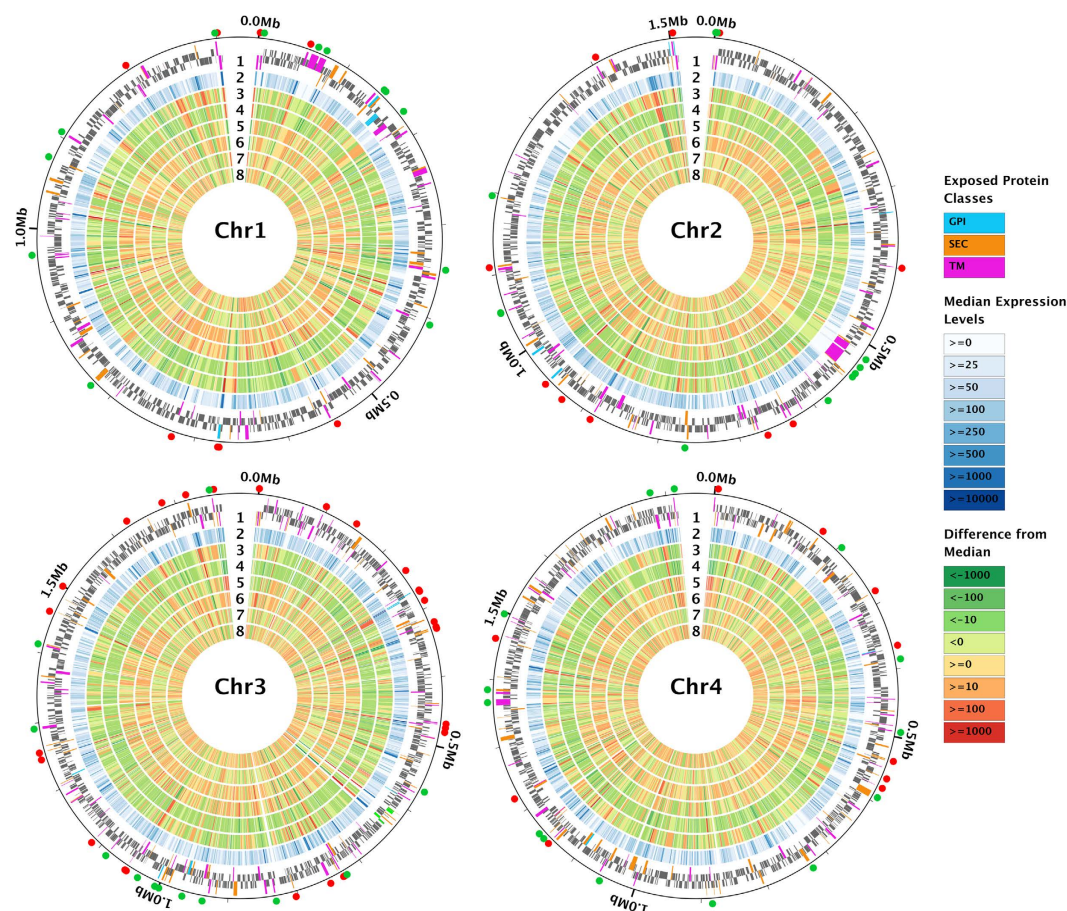 0.0Mb
1
2
3
4
5
6
7
8
Chr1
0.5Mb
1.0Mb
1.5Mb 0.0Mb
1
2
3
4
5
6
7
8
Chr2
0.5Mb
1.0Mb
0.0Mb
1
2
3
4
5
6
7
8
Chr3
0.5Mb
1.0Mb
1.5Mb
0.0Mb
1
2
3
4
5
6
7
8
Chr4
0.5Mb
1.0Mb
1.5Mb
Exposed Protein
Classes
GPI
SEC
TM
Median Expression
Levels
>=0
>=25
>=50
>=100
>=250
>=500
>=1000
>=10000
Difference from
Median
<-1000
<-100
<-10
<0
>=0
>=10
>=100
>=1000